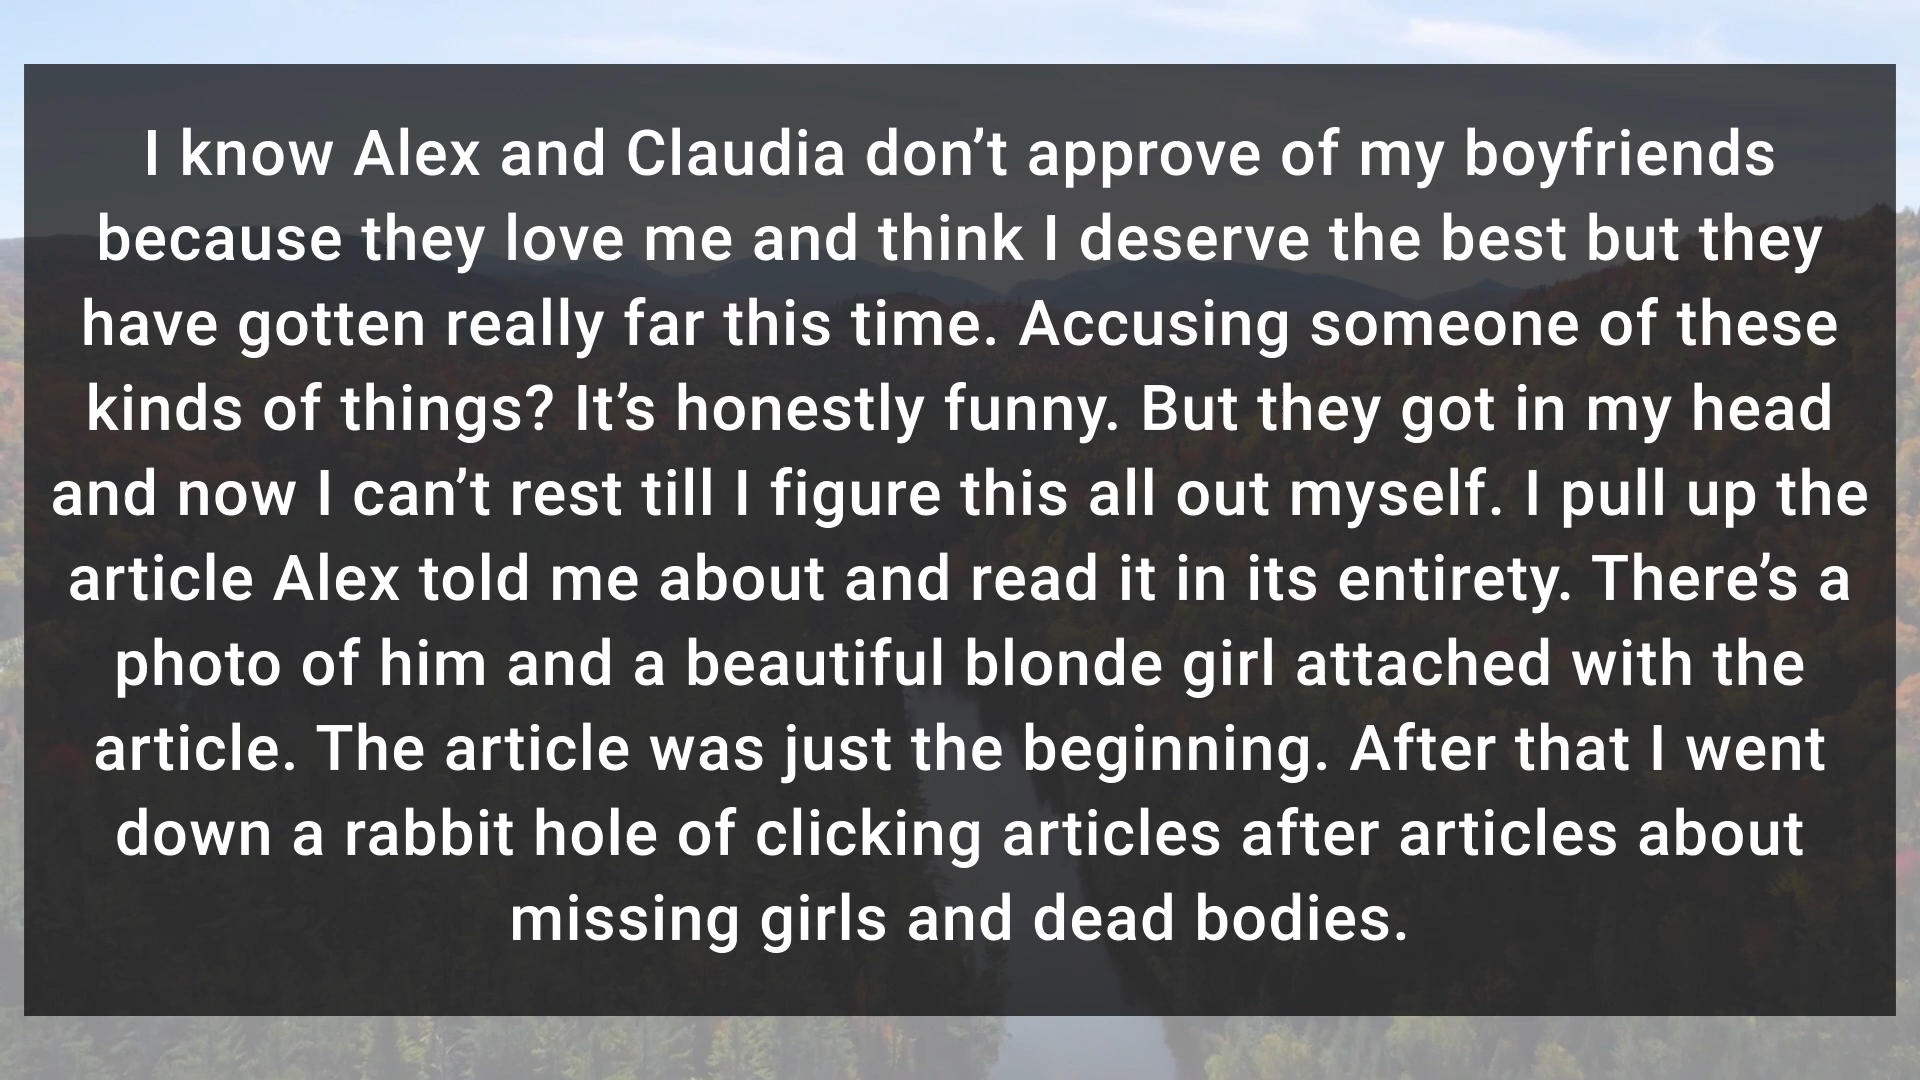 I know Alex and Claudia don’t approve of my boyfriends
because they love me and think I deserve the best but they
have gotten really far this time. Accusing someone of these
kinds of things? It’s honestly funny. But they got in my head
and now I can’t rest till I figure this all out myself. I pull up the
article Alex told me about and read it in its entirety. There’s a
photo of him and a beautiful blonde girl attached with the
article. The article was just the beginning. After that I went
down a rabbit hole of clicking articles after articles about
missing girls and dead bodies.